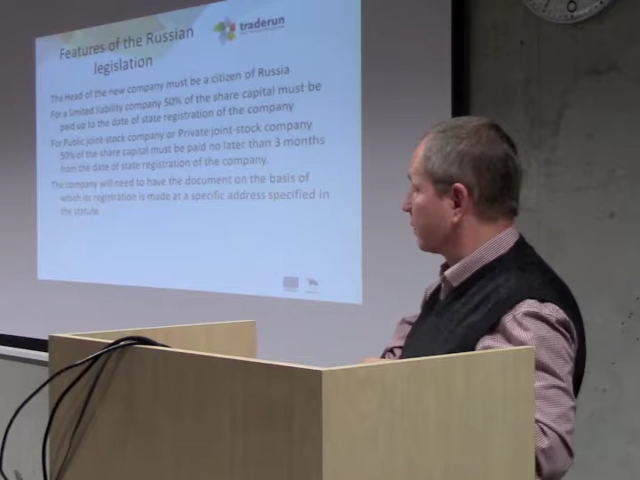 traderun
Features of the Russian
legislation
The Head of the new company must be a citizen of Russia
For a limited liability company 50% of the share capital must be
paid up to the date of state registration of the company
For Public joint-stock company or Private joint-stock company
50% of the share capital must be paid no later than 3 months
from the date of state registration of the company.
The company will need to have the document on the basis of
which its registration is made at a specific address specified in
the statute
6